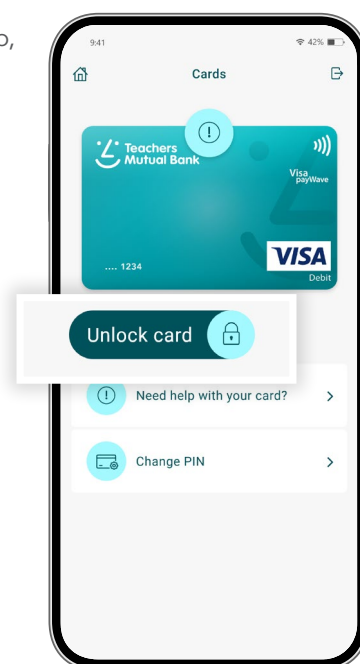 o,
9:41
42%
Cards
Teachers
Mutual Bank
Visa
payWave
.... 1234
VISA
Debit
Unlock card
Need help with your card?
Change PIN